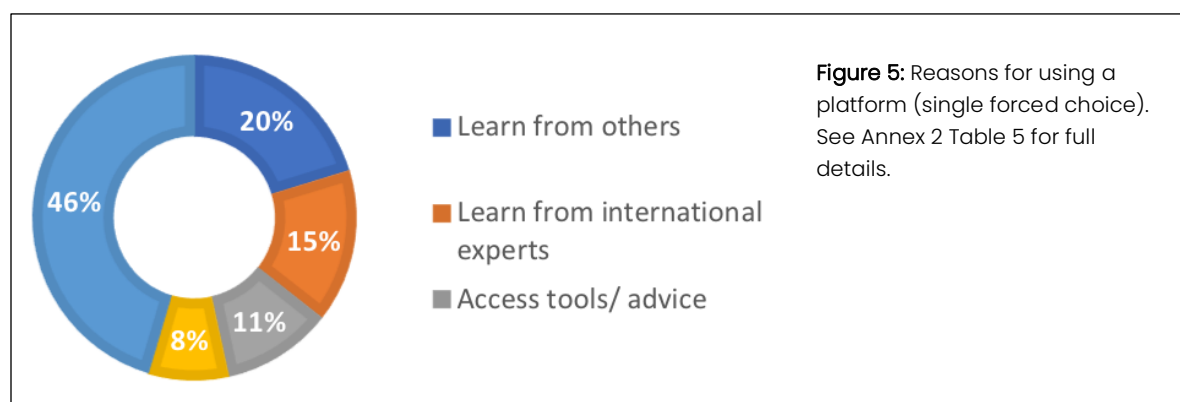 20%
46%
15%
11%
8%
Learn from others
Learn from international
experts
Access tools/ advice
Figure 5: Reasons for using a
platform (single forced choice).
See Annex 2 Table 5 for full
details.